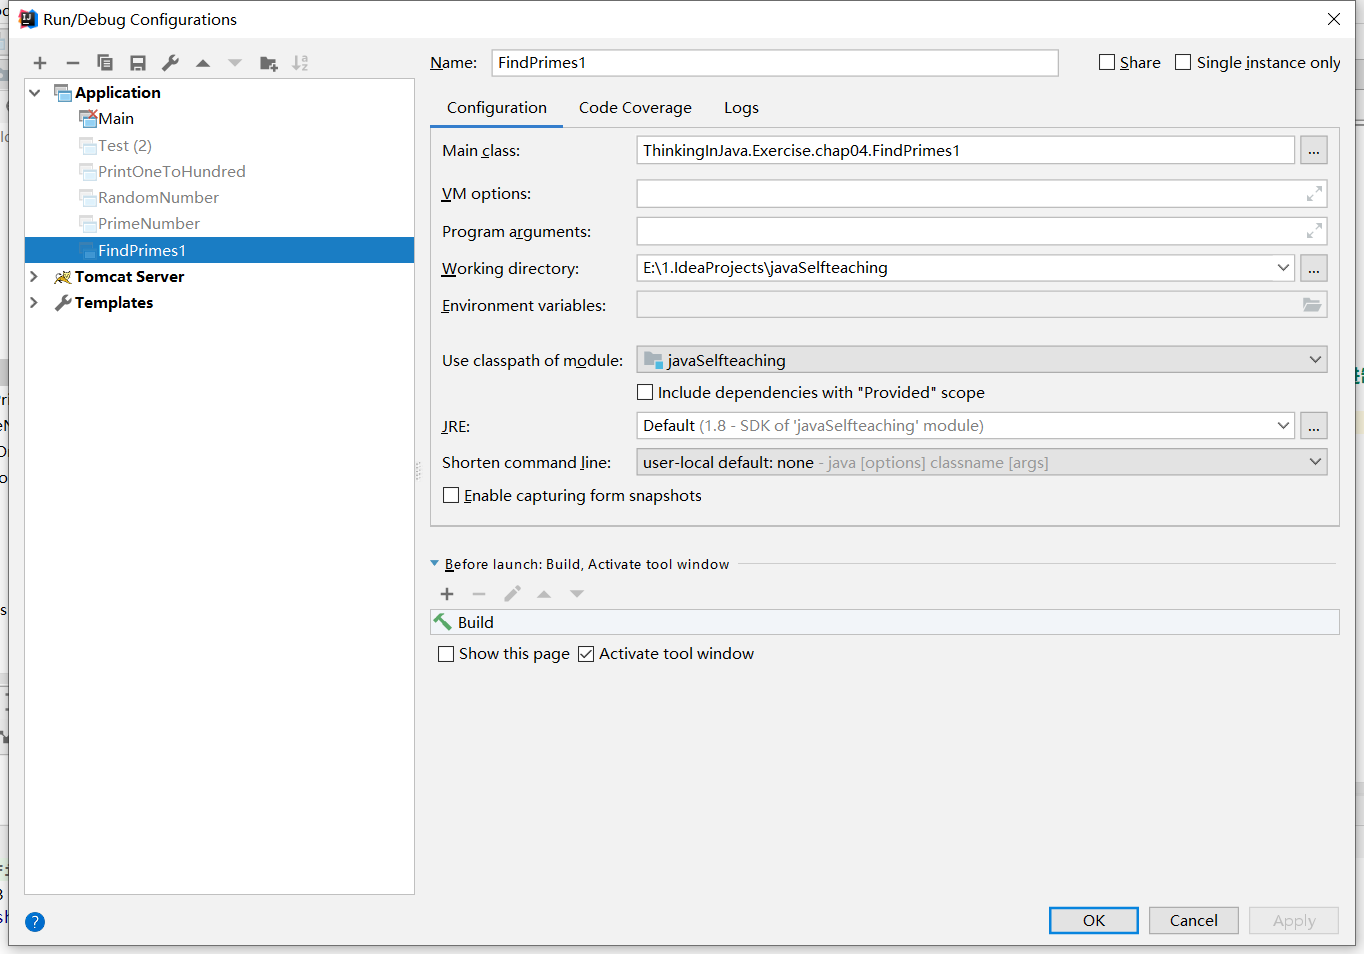 Run/Debug Configurations
Name: FindPrimes1 Share Single instance only
Application
Main
Test (2)
PrintOneToHundred
RandomNumber
PrimeNumber
FindPrimes1
Tomcat Server
Templates
Configuration Code Coverage Logs
Main class: ThinkingInJava.Exercise.chap04.FindPrimes1 ...
VM options:
Program arguments:
Working directory: E:\1.IdeaProjects\javaSelfteaching ...
Environment variables:
Use classpath of module: javaSelfteaching
Include dependencies with "Provided" scope
JRE: Default (1.8 - SDK of 'javaSelfteaching' module) ...
Shorten command line: user-local default: none - java [options] classname [args]
Enable capturing form snapshots
Before launch: Build, Activate tool window
Build
Show this page Activate tool window
? OK Cancel Apply